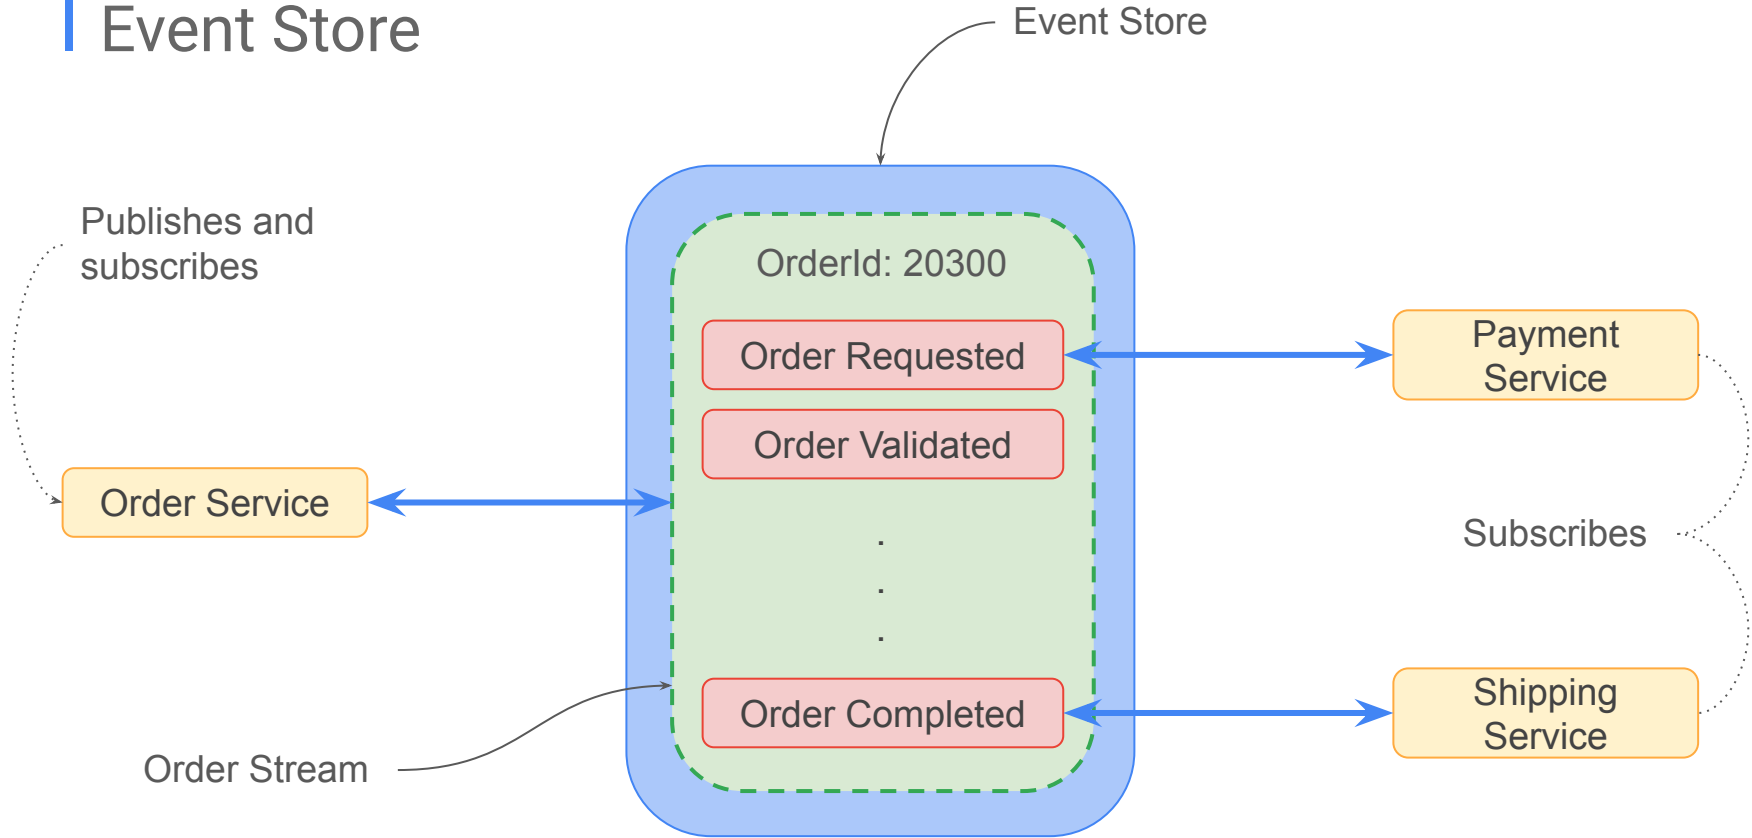 Event Store
Event Store
Publishes and
subscribes
OrderId: 20300
Order Requested
Payment
Service
Order Validated
Order Service
Subscribes
.
.
.
Order Completed
Shipping
Service
Order Stream